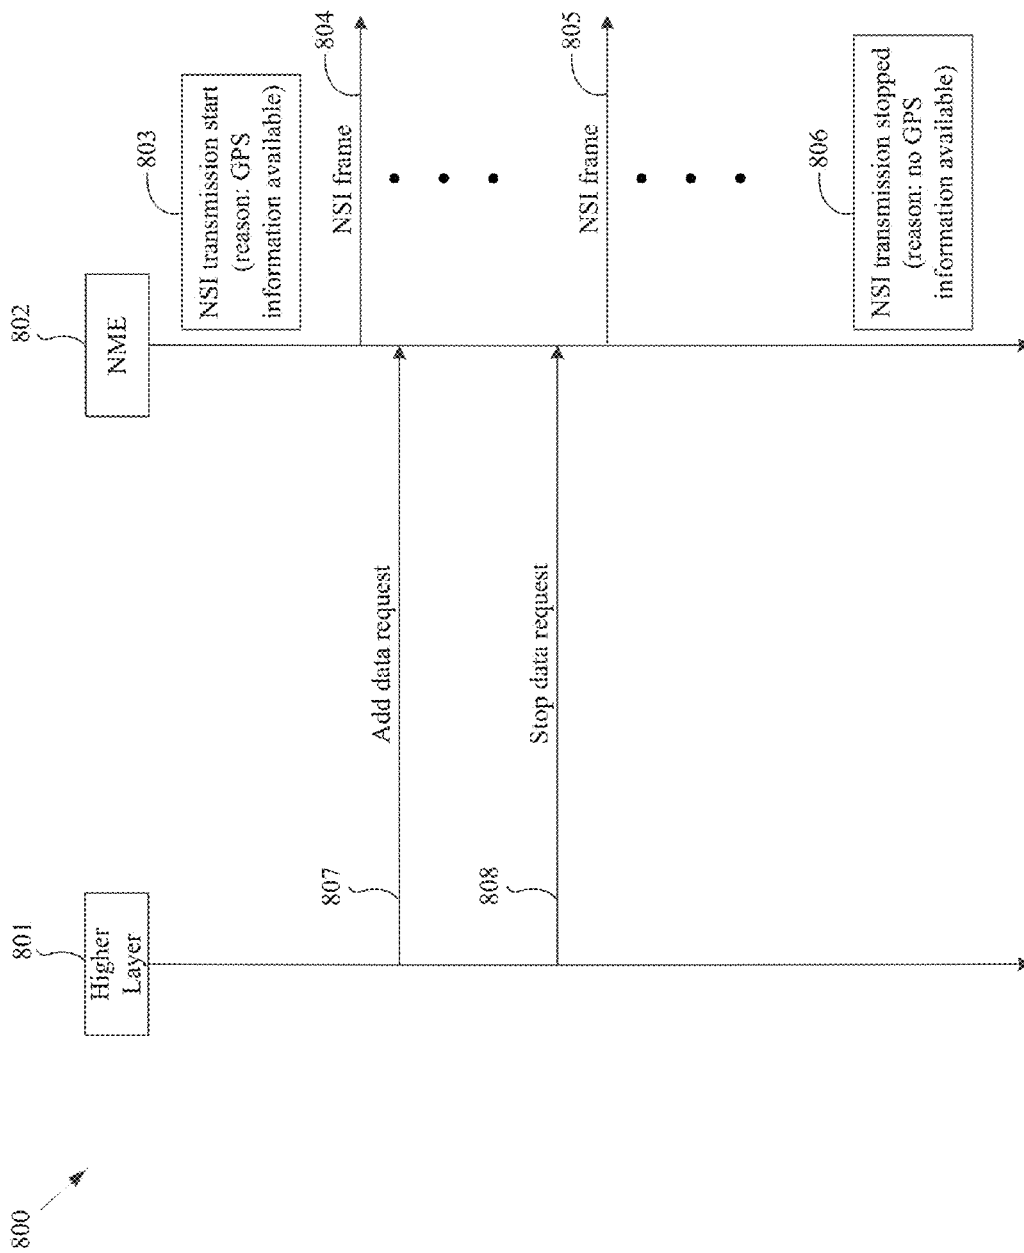 800
801
Higher
Layer
802
NME
803
NSI transmission start
(reason: GPS
information available)
NSI frame
804
807
Add data request
808
Stop data request
NSI frame
805
806
NSI transmission stopped
(reason: no GPS
information available)